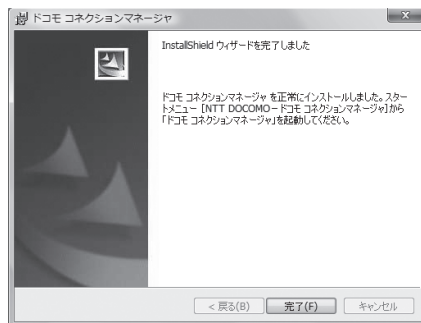 ドコモ コネクションマネージャ
InstallShield ウィザードを完了しました
ドコモ コネクションマネージャ を正常にインストールしました。スター
トメニュー [NTT DOCOMO－ドコモ コネクションマネージャ]から
「ドコモ コネクションマネージャ」を起動してください。
< 戻る(B)
完了(F)
キャンセル